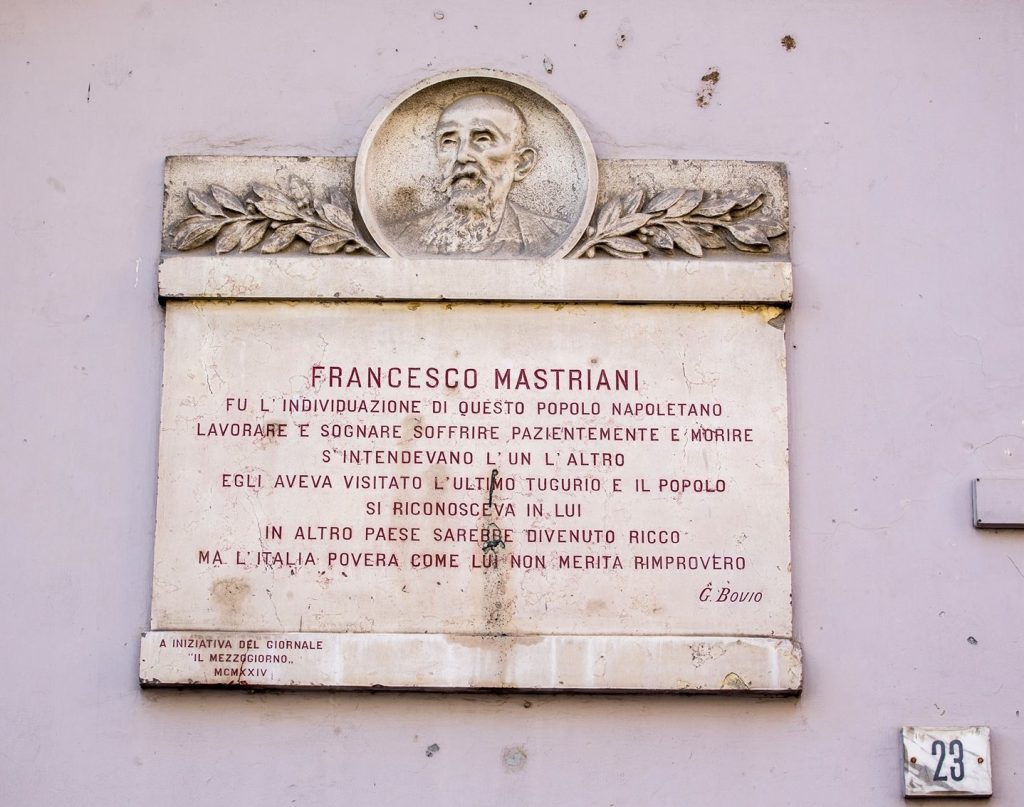 FRANCESCO MASTRIANI
FU L'INDIVIDUAZIONE DI QUESTO POPOLO NAPOLETANO
LAVORARE E SOGNARE SOFFRIRE PAZIENTEMENTE E MORIRE
S'INTENDEVANO L'UN L'ALTRO
EGLI AVEVA VISITATO L'ULTIMO TUGURIO E IL POPOLO
SI RICONOSCEVA IN LUI
IN ALTRO PAESE SAREBBE DIVENUTO RICCO
MA L'ITALIA POVERA COME LUI NON MERITA RIMPROVERO
G. BOVIO
A INIZIATIVA DEL GIORNALE
"IL MEZZOGIORNO„
MCMXXIV
23